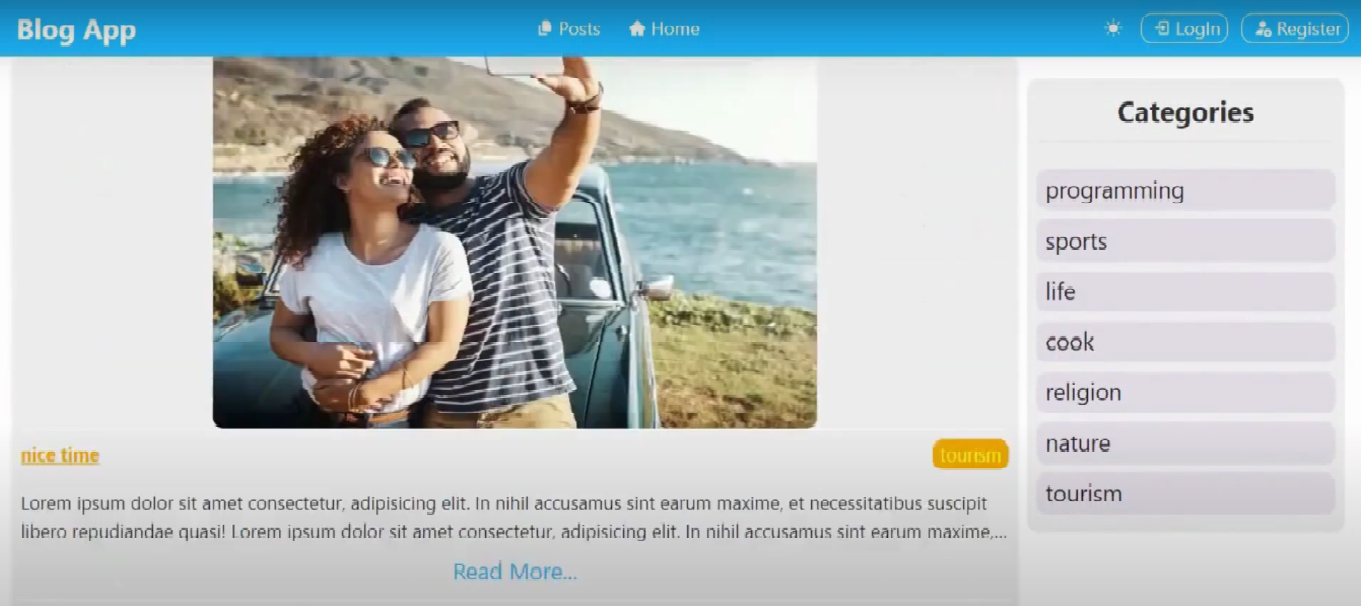 Blog App
Posts
Home
LogIn
Register
Categories
programming
sports
life
cook
religion
nature
tourism
nice time
tourism
Lorem ipsum dolor sit amet consectetur, adipisicing elit. In nihil accusamus sint earum maxime, et necessitatibus suscipit
libero repudiandae quasi! Lorem ipsum dolor sit amet consectetur, adipisicing elit. In nihil accusamus sint earum maxime,...
Read More...